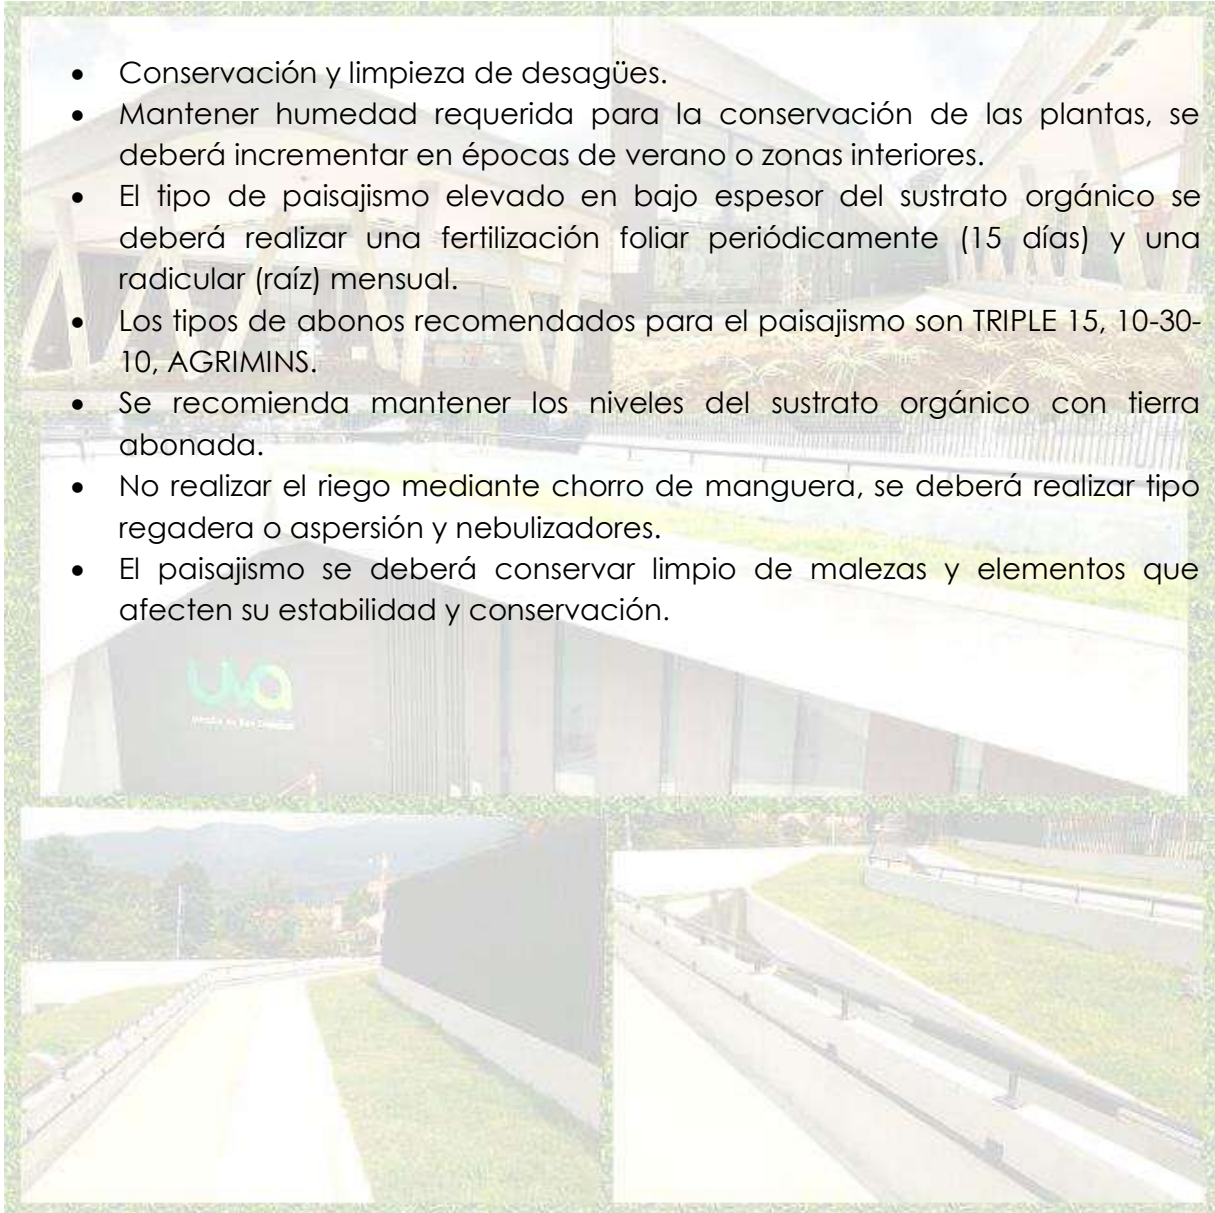 • Conservación y limpieza de desagües.
• Mantener humedad requerida para la conservación de las plantas, se
deberá incrementar en épocas de verano o zonas interiores.
• El tipo de paisajismo elevado en bajo espesor del sustrato orgánico se
deberá realizar una fertilización foliar periódicamente (15 días) y una
radicular (raíz) mensual.
• Los tipos de abonos recomendados para el paisajismo son TRIPLE 15, 10-30-
10, AGRIMINS.
• Se recomienda mantener los niveles del sustrato orgánico con tierra
abonada.
• No realizar el riego mediante chorro de manguera, se deberá realizar tipo
regadera o aspersión y nebulizadores.
• El paisajismo se deberá conservar limpio de malezas y elementos que
afecten su estabilidad y conservación.
uva